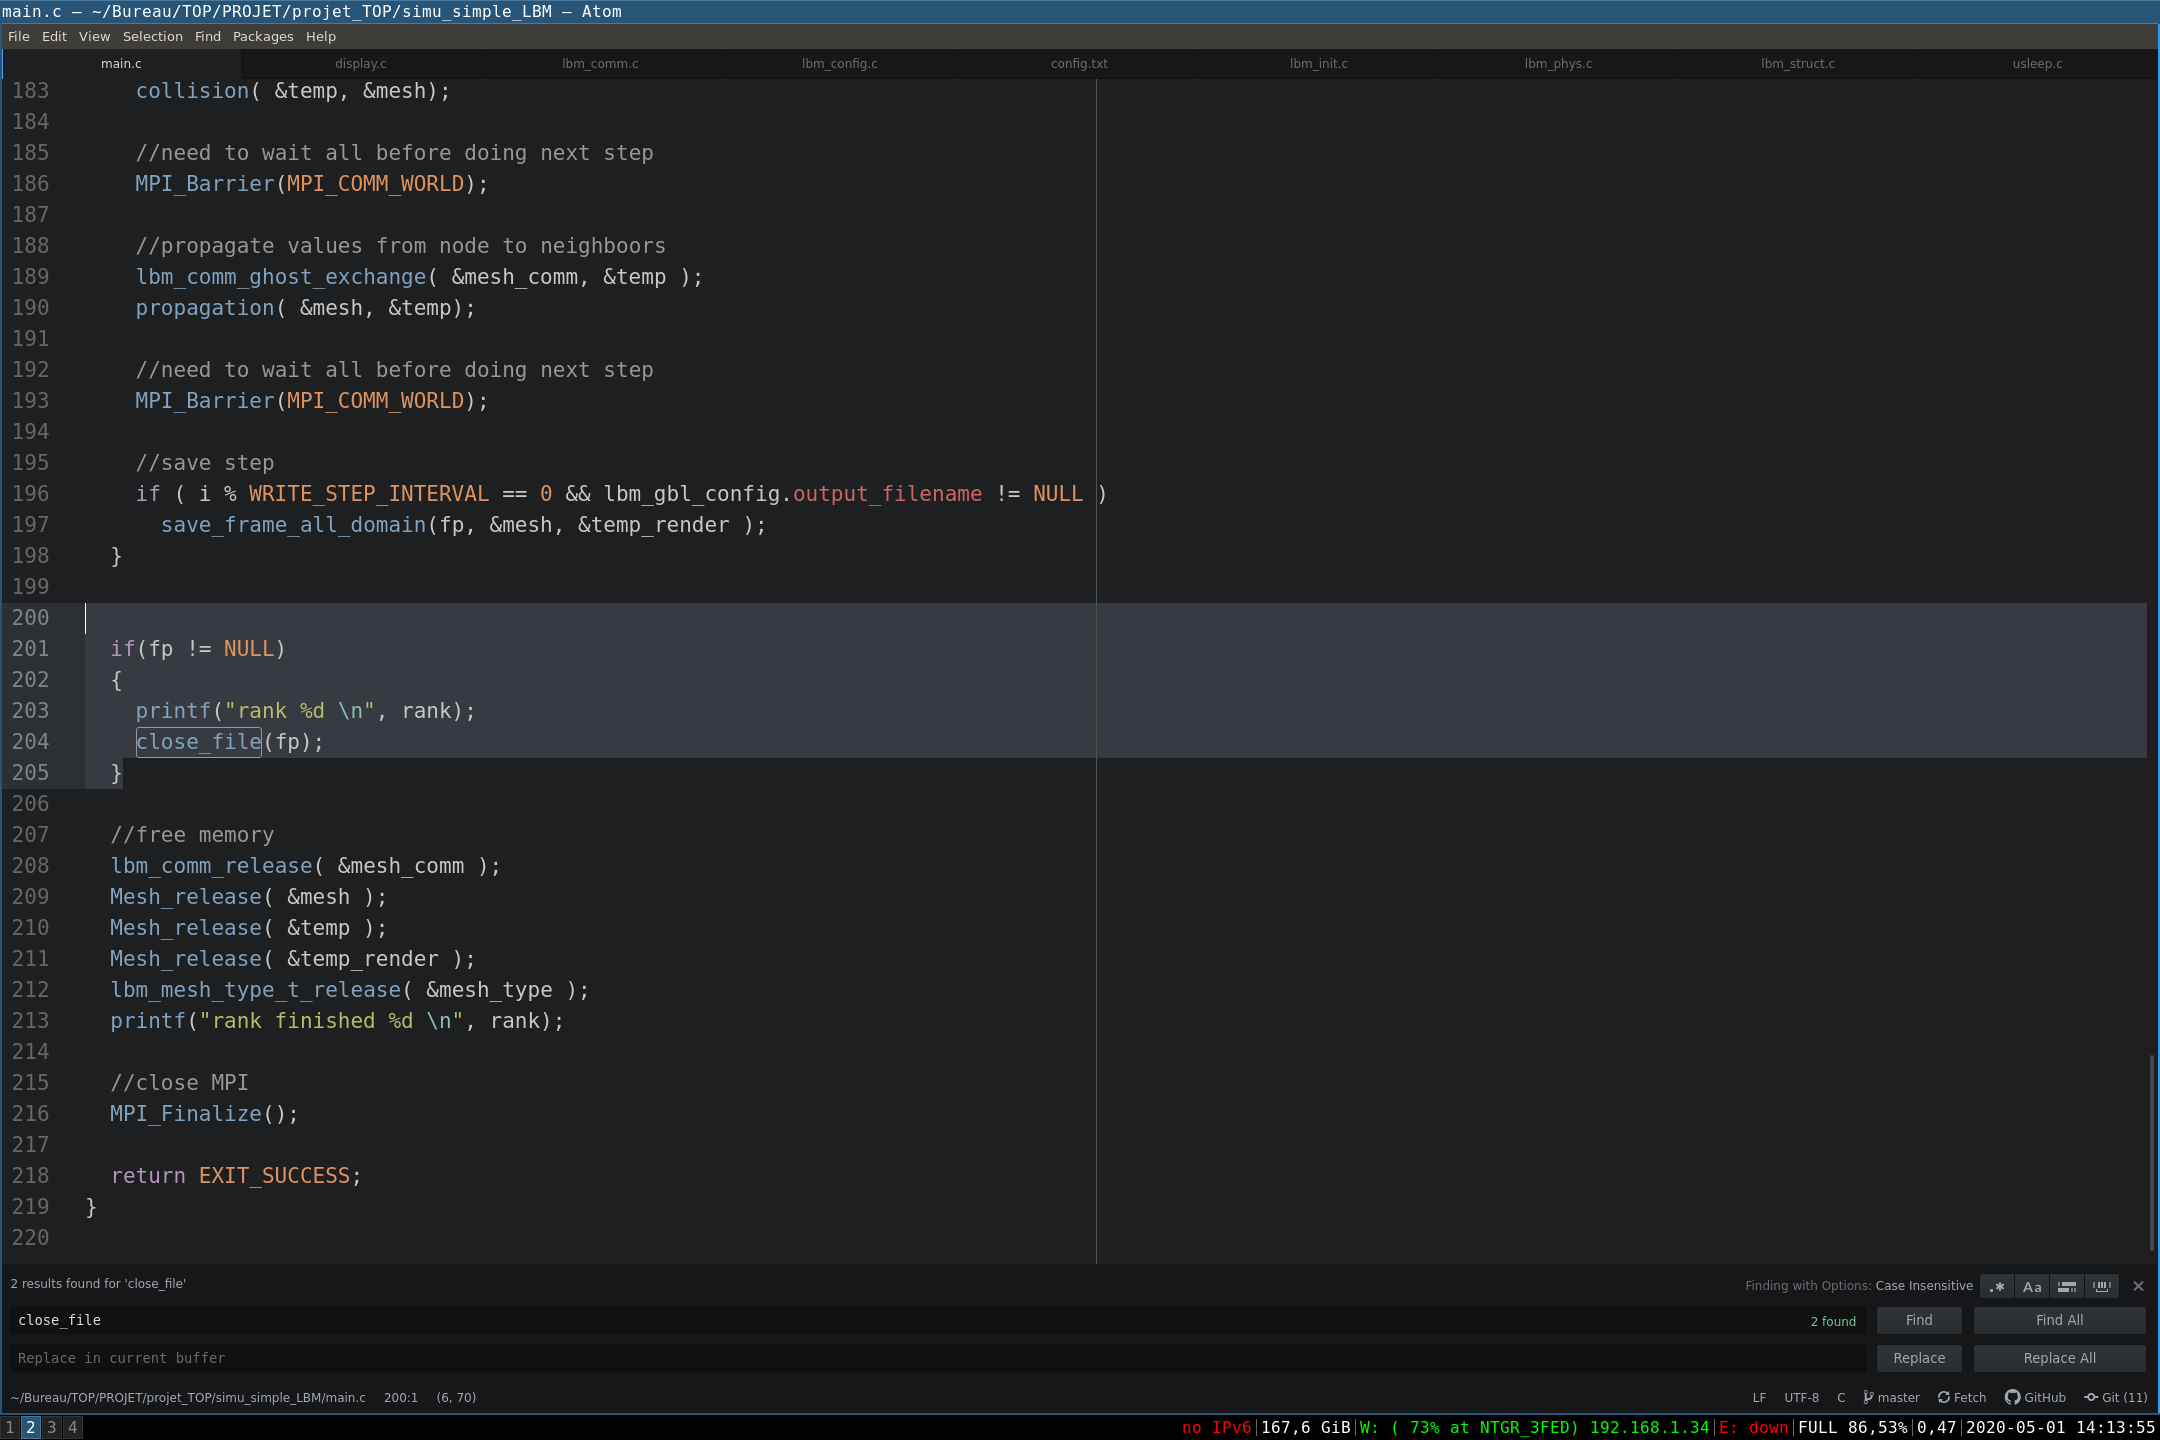 main.c — ~/Bureau/TOP/PROJET/projet_TOP/simu_simple_LBM — Atom
File Edit View Selection Find Packages Help
main.c display.c lbm_comm.c lbm_config.c config.txt lbm_init.c lbm_phys.c lbm_struct.c usleep.c
183 collision( &temp, &mesh);
184
185 //need to wait all before doing next step
186 MPI_Barrier(MPI_COMM_WORLD);
187
188 //propagate values from node to neighboors
189 lbm_comm_ghost_exchange( &mesh_comm, &temp );
190 propagation( &mesh, &temp);
191
192 //need to wait all before doing next step
193 MPI_Barrier(MPI_COMM_WORLD);
194
195 //save step
196 if ( i % WRITE_STEP_INTERVAL == 0 && lbm_gbl_config.output_filename != NULL )
197 save_frame_all_domain(fp, &mesh, &temp_render );
198 }
199
200
201 if(fp != NULL)
202 {
203 printf("rank %d \n", rank);
204 close_file(fp);
205 }
206
207 //free memory
208 lbm_comm_release( &mesh_comm );
209 Mesh_release( &mesh );
210 Mesh_release( &temp );
211 Mesh_release( &temp_render );
212 lbm_mesh_type_t_release( &mesh_type );
213 printf("rank finished %d \n", rank);
214
215 //close MPI
216 MPI_Finalize();
217
218 return EXIT_SUCCESS;
219 }
220
2 results found for 'close_file' Finding with Options: Case Insensitive .* Aa
close_file 2 found Find Find All
Replace in current buffer Replace Replace All
~/Bureau/TOP/PROJET/projet_TOP/simu_simple_LBM/main.c 200:1 (6, 70) LF UTF-8 C master Fetch GitHub Git (11)
1 2 3 4 no IPv6|167,6 GiB|W: ( 73% at NTGR_3FED) 192.168.1.34|E: down|FULL 86,53%|0,47|2020-05-01 14:13:55